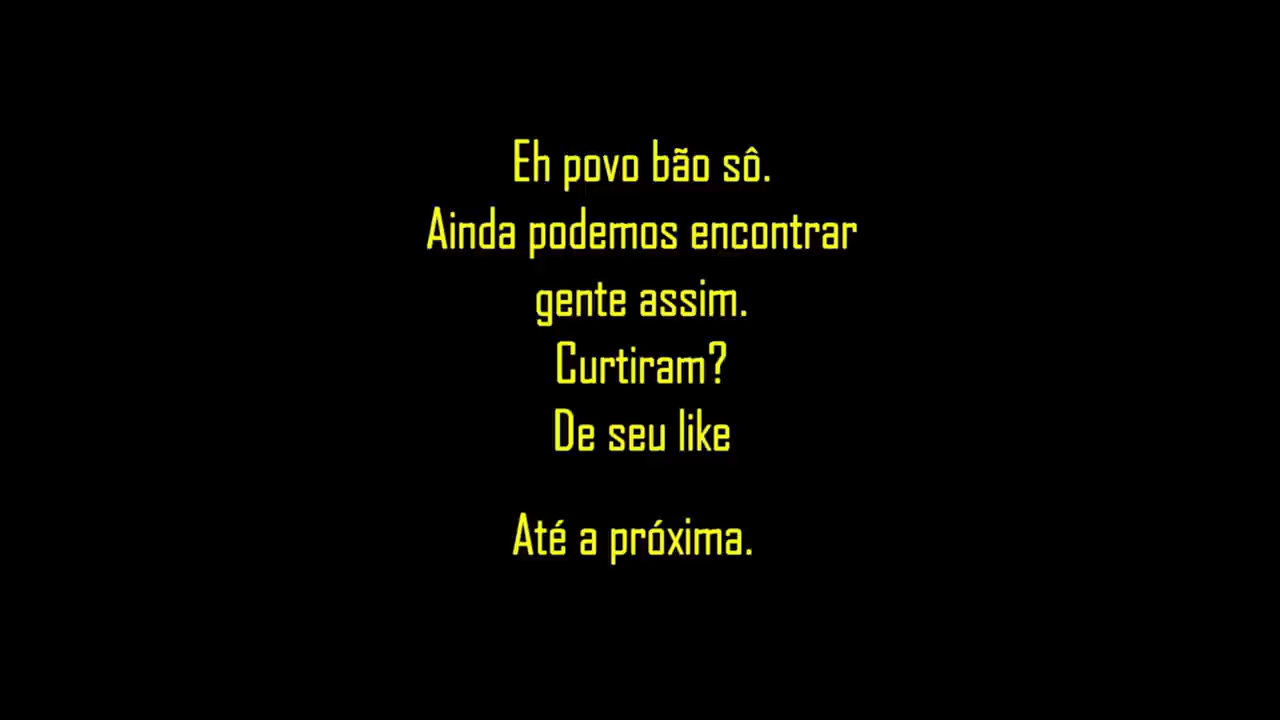 Eh povo bão sô.
Ainda podemos encontrar
gente assim.
Curtiram?
De seu like
Até a próxima.